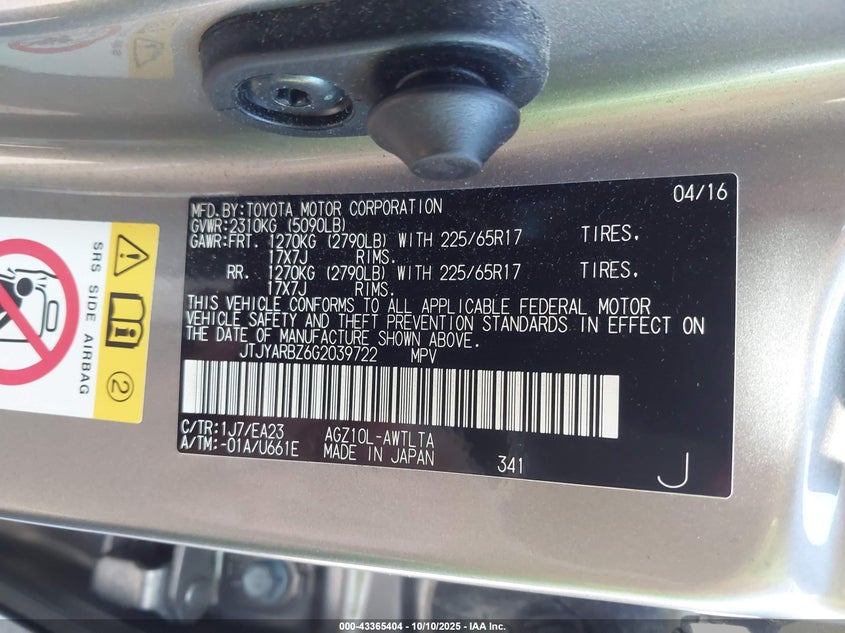 04/16
MFD.BY:TOYOTA MOTOR CORPORATION
GVWR:2310KG (5090LB)
GAWR:FRT. 1270KG (2790LB) WITH 225/65R17 TIRES.
17X7J RIMS.
RR. 1270KG (2790LB) WITH 225/65R17 TIRES.
17X7J RIMS.
THIS VEHICLE CONFORMS TO ALL APPLICABLE FEDERAL MOTOR
VEHICLE SAFETY AND THEFT PREVENTION STANDARDS IN EFFECT ON
THE DATE OF MANUFACTURE SHOWN ABOVE.
JTJYARBZ6G2039722 MPV
C/TR:1J7/EA23 AGZ10L-AWTLTA
A/TM:-01A/U661E MADE IN JAPAN 341 J
SRS SIDE AIRBAG
2
000-43365404 - 10/10/2025 - IAA Inc.